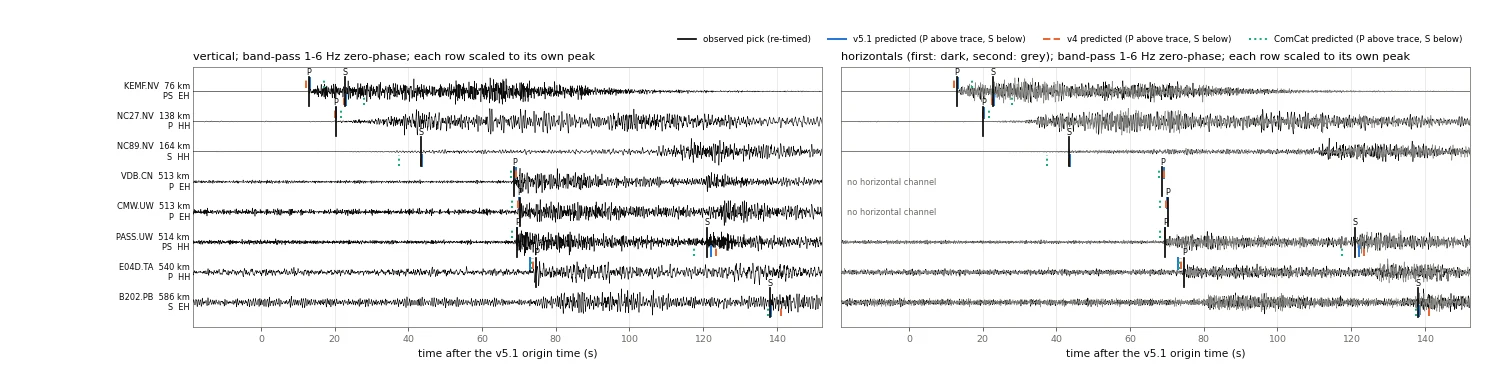 observed pick (re-timed)
v5.1 predicted (P above trace, S below)
v4 predicted (P above trace, S below)
ComCat predicted (P above trace, S below)
vertical; band-pass 1-6 Hz zero-phase; each row scaled to its own peak
horizontals (first: dark, second: grey); band-pass 1-6 Hz zero-phase; each row scaled to its own peak
KEMF.NV 76 km
PS EH
P
S
P
S
NC27.NV 138 km
P HH
P
P
NC89.NV 164 km
S HH
S
S
VDB.CN 513 km
P EH
P
no horizontal channel
P
CMW.UW 513 km
P EH
P
no horizontal channel
P
PASS.UW 514 km
PS HH
P
S
P
S
E04D.TA 540 km
P HH
P
P
B202.PB 586 km
S EH
S
S
0 20 40 60 80 100 120 140
0 20 40 60 80 100 120 140
time after the v5.1 origin time (s)
time after the v5.1 origin time (s)